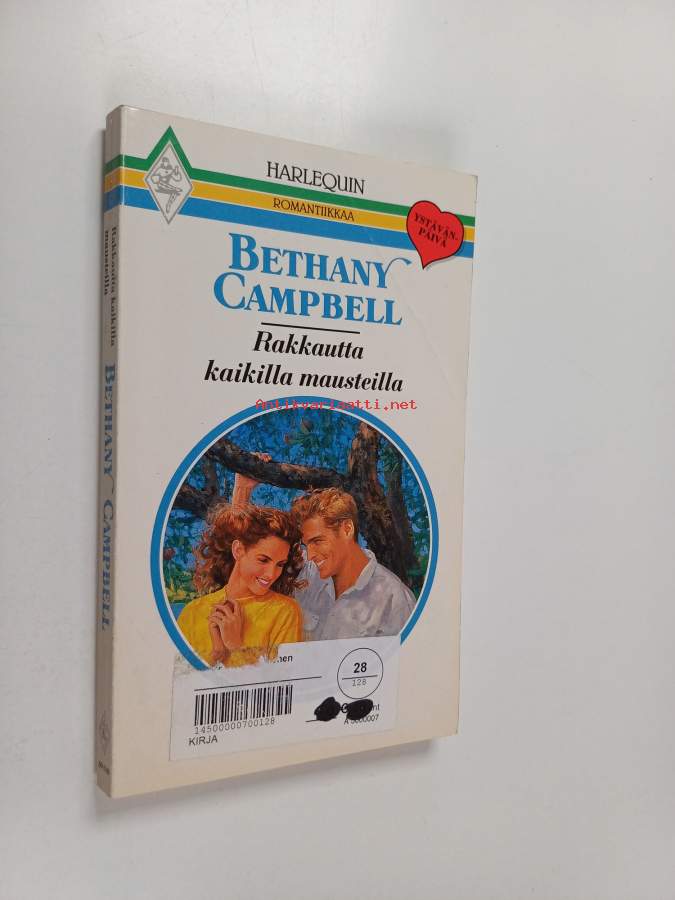 HARLEQUIN
ROMANTIIKKAA
YSTÄVÄN-
PÄIVÄ
BETHANY
CAMPBELL
Rakkautta
kaikilla mausteilla
Antikvariaatti.net
28
128
14500000700128
KIRJA
A 0000007
Rakkautta kaikilla
mausteilla
BETHANY CAMPBELL